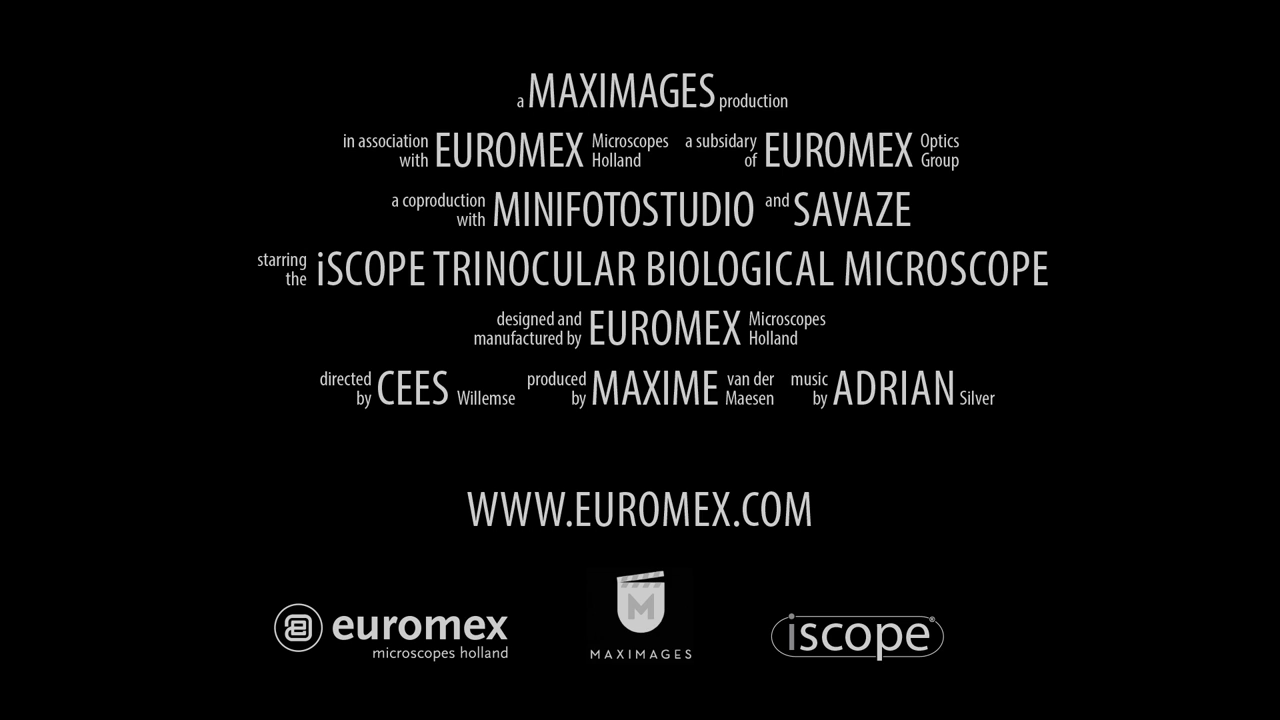 a MAXIMAGES production
in association with EUROMEX Microscopes Holland a subsidary of EUROMEX Optics Group
a coproduction with MINIFOTOSTUDIO and SAVAZE
starring the iSCOPE TRINOCULAR BIOLOGICAL MICROSCOPE
designed and manufactured by EUROMEX Microscopes Holland
directed by CEES Willemse produced by MAXIME van der Maesen music by ADRIAN Silver
WWW.EUROMEX.COM
euromex microscopes holland
M MAXIMAGES
iscope®